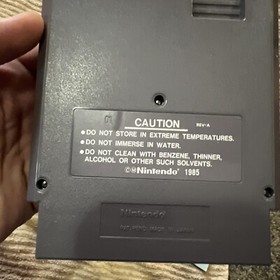 CAUTION REV-A
•DO NOT STORE IN EXTREME TEMPERATURES.
•DO NOT IMMERSE IN WATER.
•DO NOT CLEAN WITH BENZENE, THINNER,
ALCOHOL OR OTHER SUCH SOLVENTS.
©®Nintendo® 1985
Nintendo